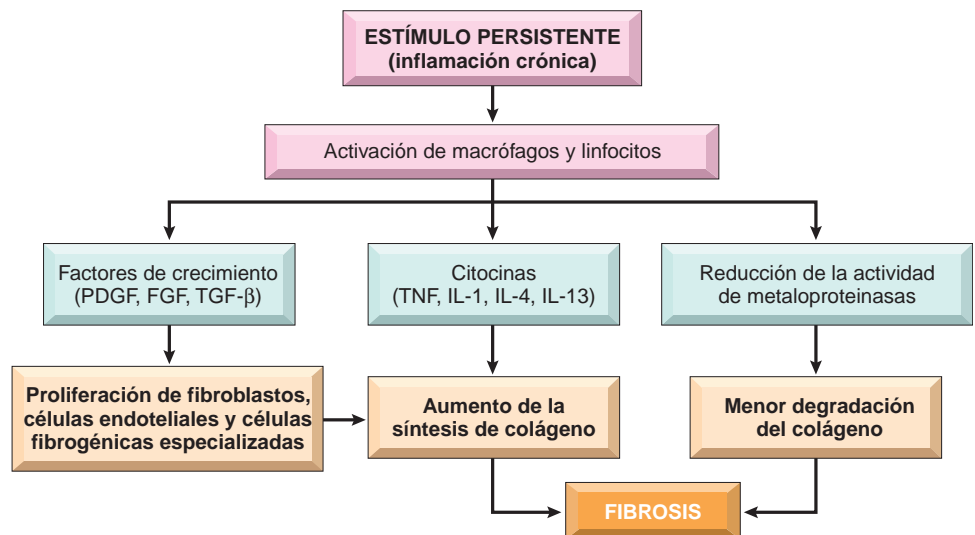 ESTÍMULO PERSISTENTE
(inflamación crónica)
Activación de macrófagos y linfocitos
Factores de crecimiento
(PDGF, FGF, TGF-β)
Citocinas
(TNF, IL-1, IL-4, IL-13)
Reducción de la actividad
de metaloproteinasas
Proliferación de fibroblastos,
células endoteliales y células
fibrogénicas especializadas
Aumento de la
síntesis de colágeno
Menor degradación
del colágeno
FIBROSIS